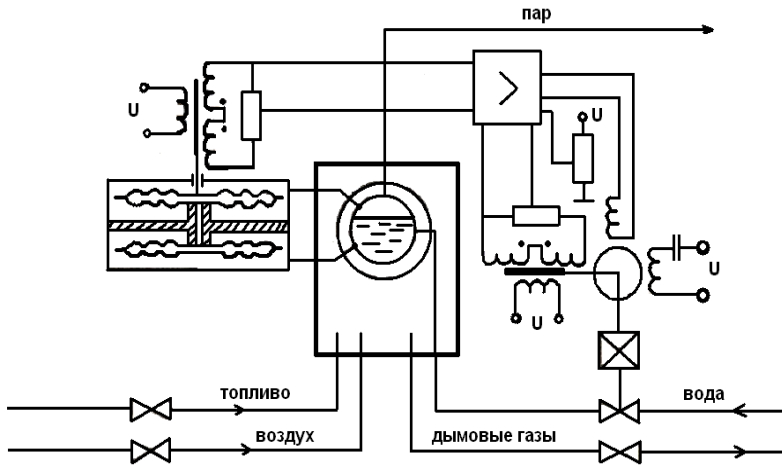 пар
U
U
U
U
топливо
вода
воздух
дымовые газы